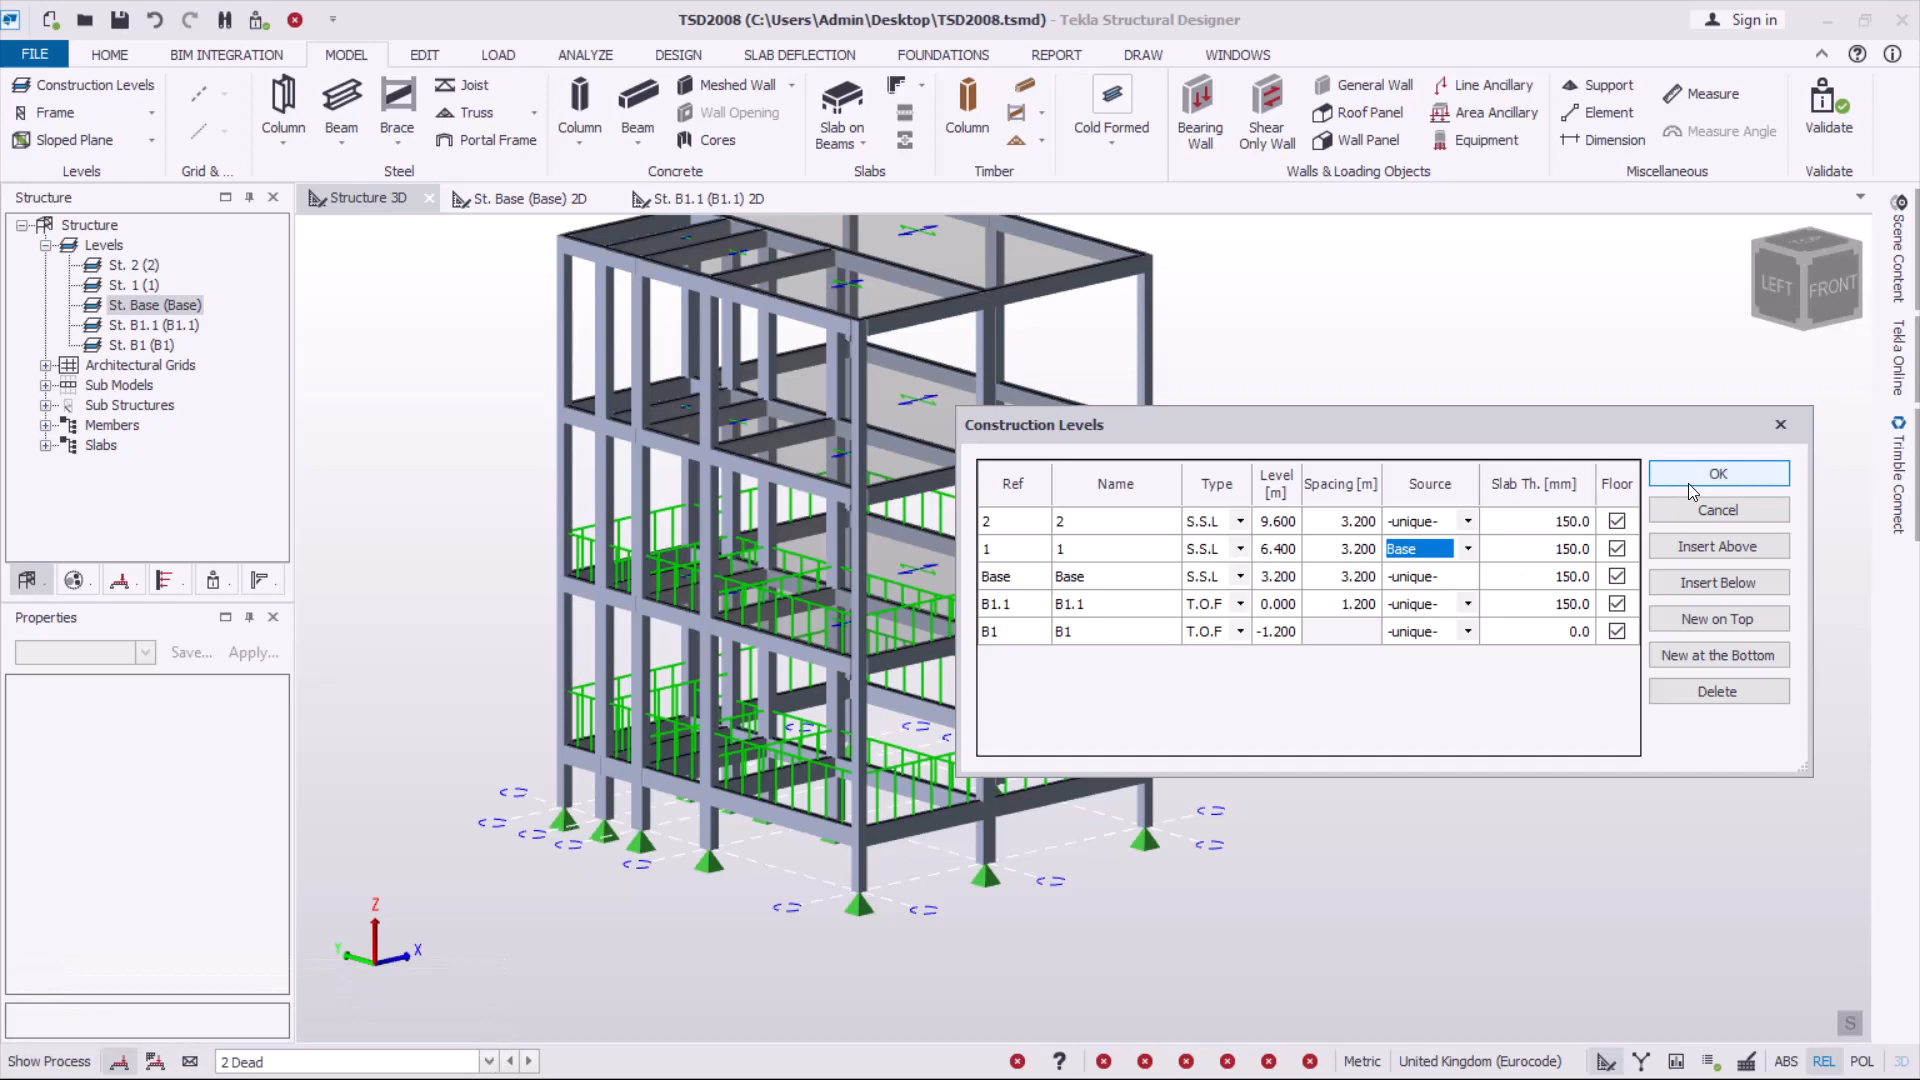 TSD2008 (C:\Users\Admin\Desktop\TSD2008.tsmd) - Tekla Structural Designer
Sign in
FILE HOME BIM INTEGRATION MODEL EDIT LOAD ANALYZE DESIGN SLAB DEFLECTION FOUNDATIONS REPORT DRAW WINDOWS
Construction Levels
Frame
Sloped Plane
Levels
Grid & ...
Column
Beam
Brace
Joist
Truss
Portal Frame
Steel
Column
Beam
Meshed Wall
Wall Opening
Cores
Concrete
Slab on
Beams
Slabs
Column
Timber
Cold Formed
Bearing
Wall
Shear
Only Wall
General Wall
Roof Panel
Wall Panel
Line Ancillary
Area Ancillary
Equipment
Walls & Loading Objects
Support
Element
Dimension
Measure
Measure Angle
Miscellaneous
Validate
Validate
Structure
Structure 3D
St. Base (Base) 2D
St. B1.1 (B1.1) 2D
Structure
Levels
St. 2 (2)
St. 1 (1)
St. Base (Base)
St. B1.1 (B1.1)
St. B1 (B1)
Architectural Grids
Sub Models
Sub Structures
Members
Slabs
Properties
Save... Apply...
TOP
LEFT
FRONT
Scene Content
Tekla Online
Trimble Connect
Construction Levels
Ref Name Type Level [m] Spacing [m] Source Slab Th. [mm] Floor
2 2 S.S.L 9.600 3.200 -unique- 150.0
1 1 S.S.L 6.400 3.200 Base 150.0
Base Base S.S.L 3.200 3.200 -unique- 150.0
B1.1 B1.1 T.O.F 0.000 1.200 -unique- 150.0
B1 B1 T.O.F -1.200 -unique- 0.0
OK
Cancel
Insert Above
Insert Below
New on Top
New at the Bottom
Delete
Z
Y
X
S
Show Process
2 Dead
Metric
United Kingdom (Eurocode)
ABS REL POL 3D